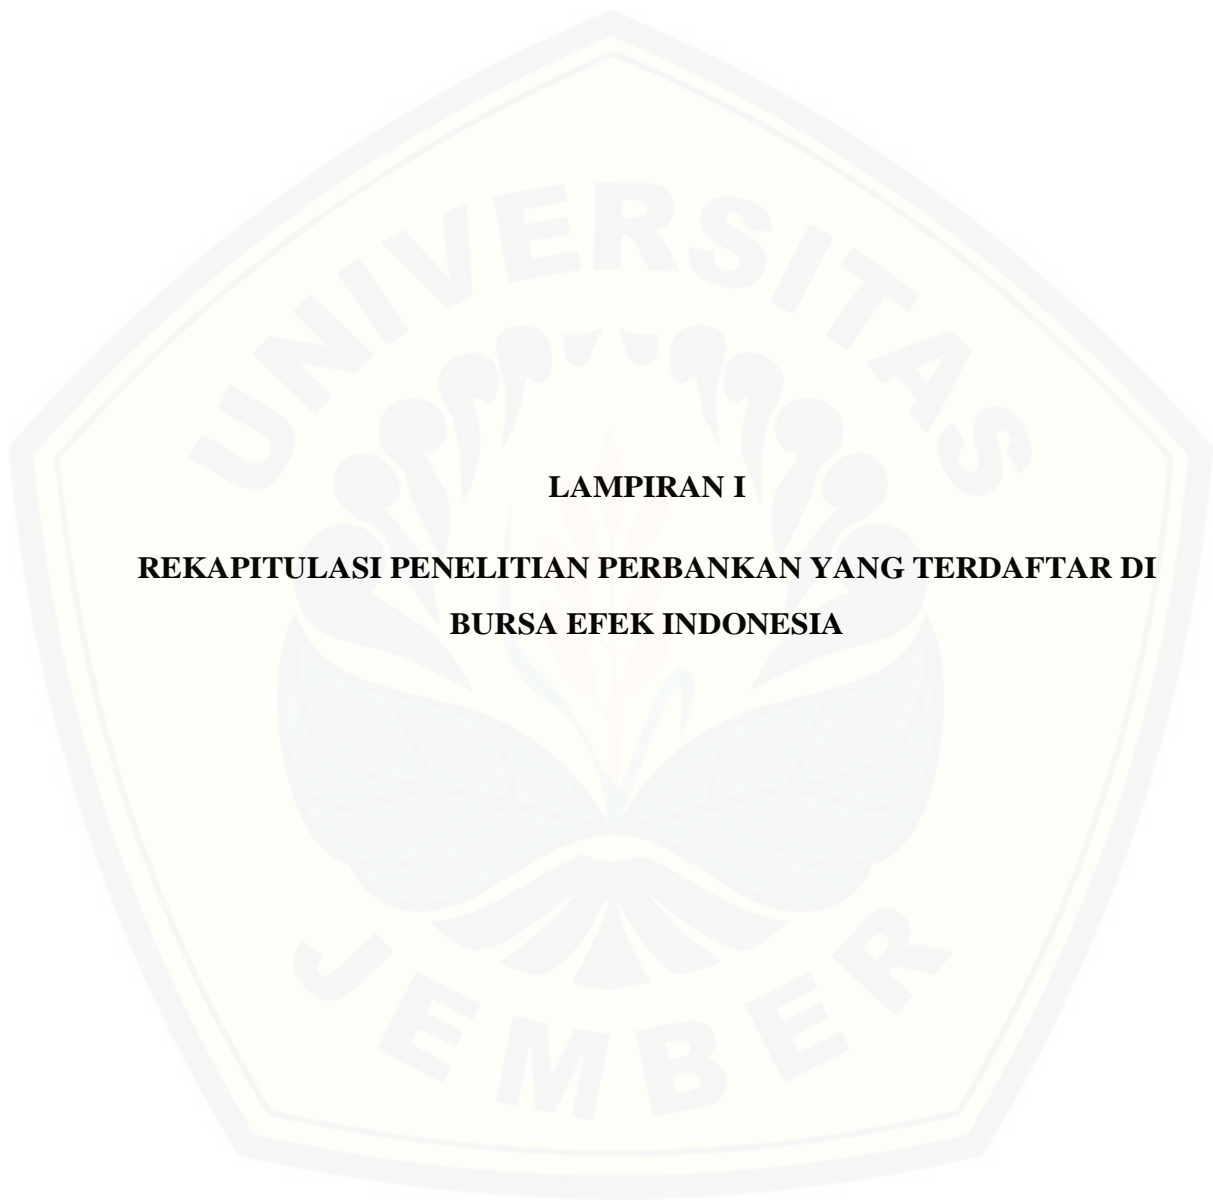 UNIVERSITAS
LAMPIRAN I
REKAPITULASI PENELITIAN PERBANKAN YANG TERDAFTAR DI
BURSA EFEK INDONESIA
JEMBER